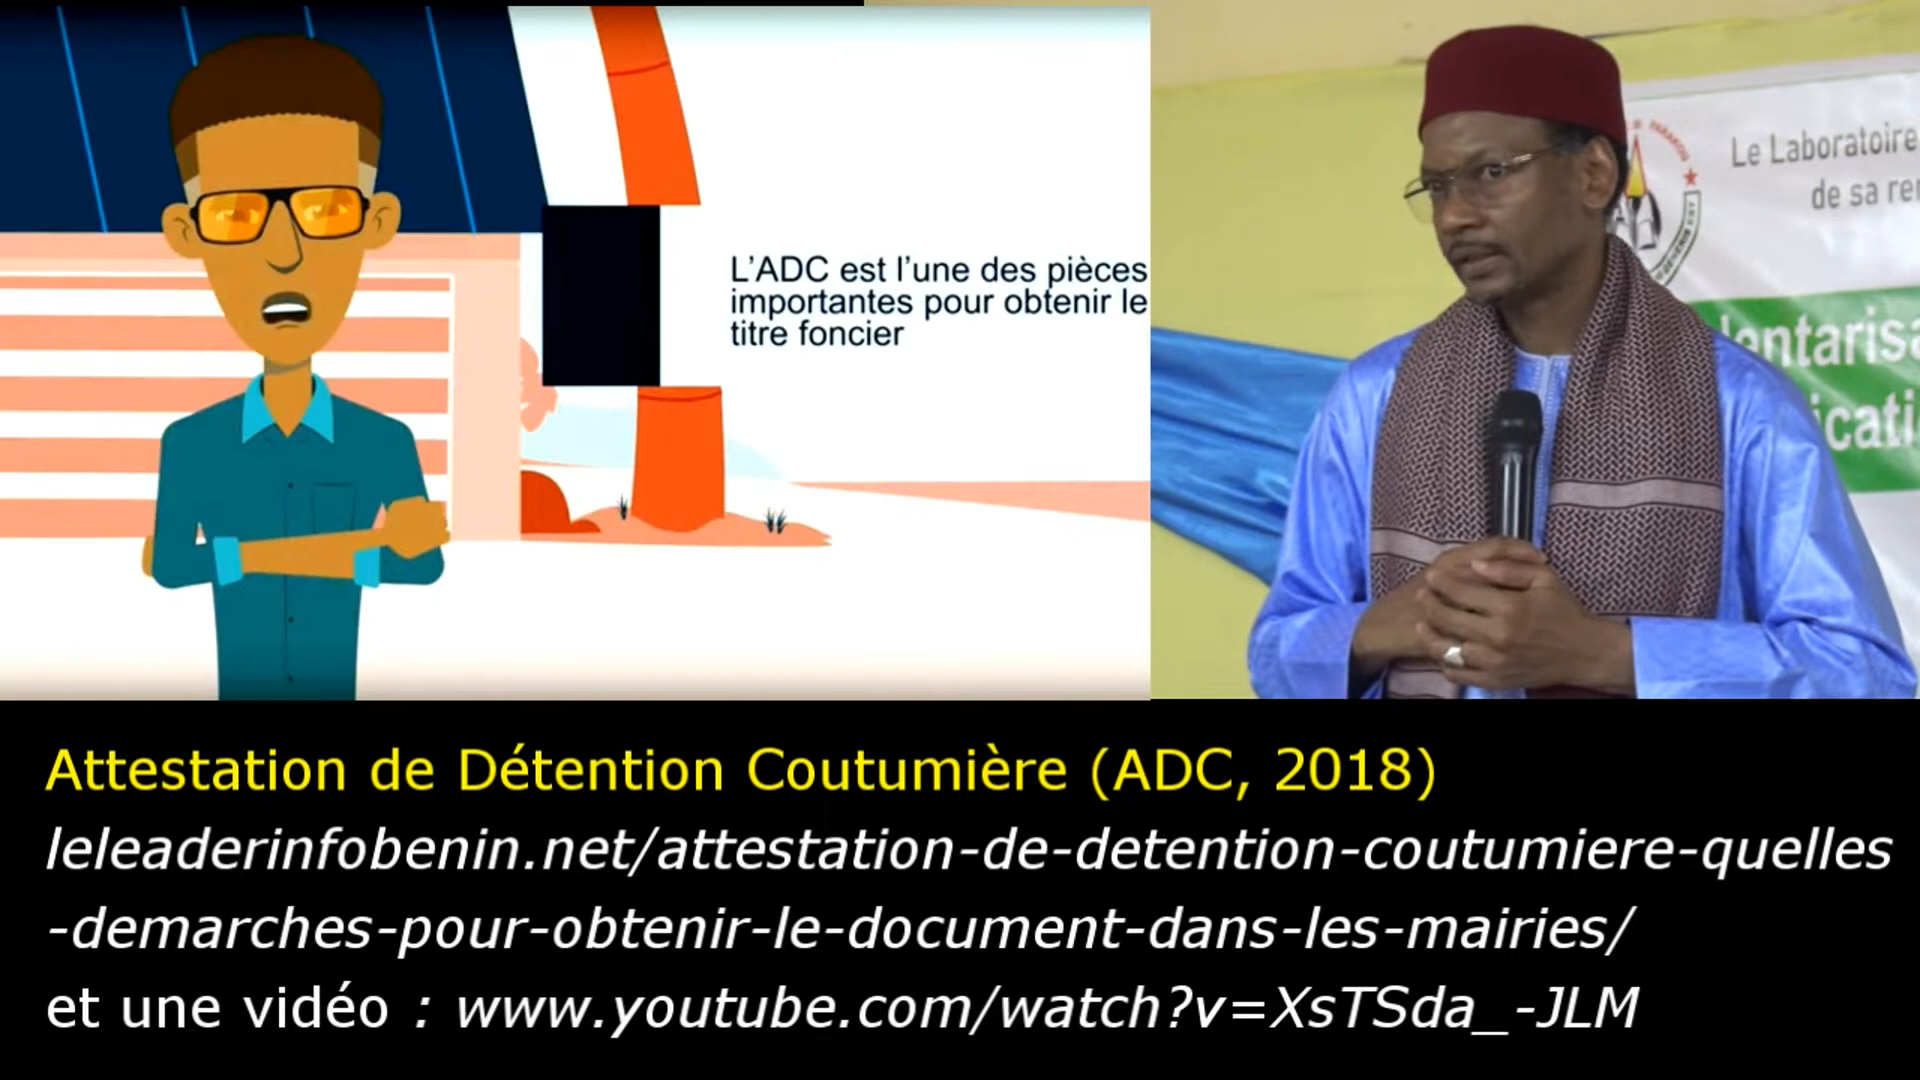 L'ADC est l'une des pièces
importantes pour obtenir le
titre foncier
PARAKOU
Le Laboratoire
de sa
Attestation de Détention Coutumière (ADC, 2018)
leleaderinfobenin.net/attestation-de-detention-coutumiere-quelles
-demarches-pour-obtenir-le-document-dans-les-mairies/
et une vidéo : www.youtube.com/watch?v=XsTSda_-JLM